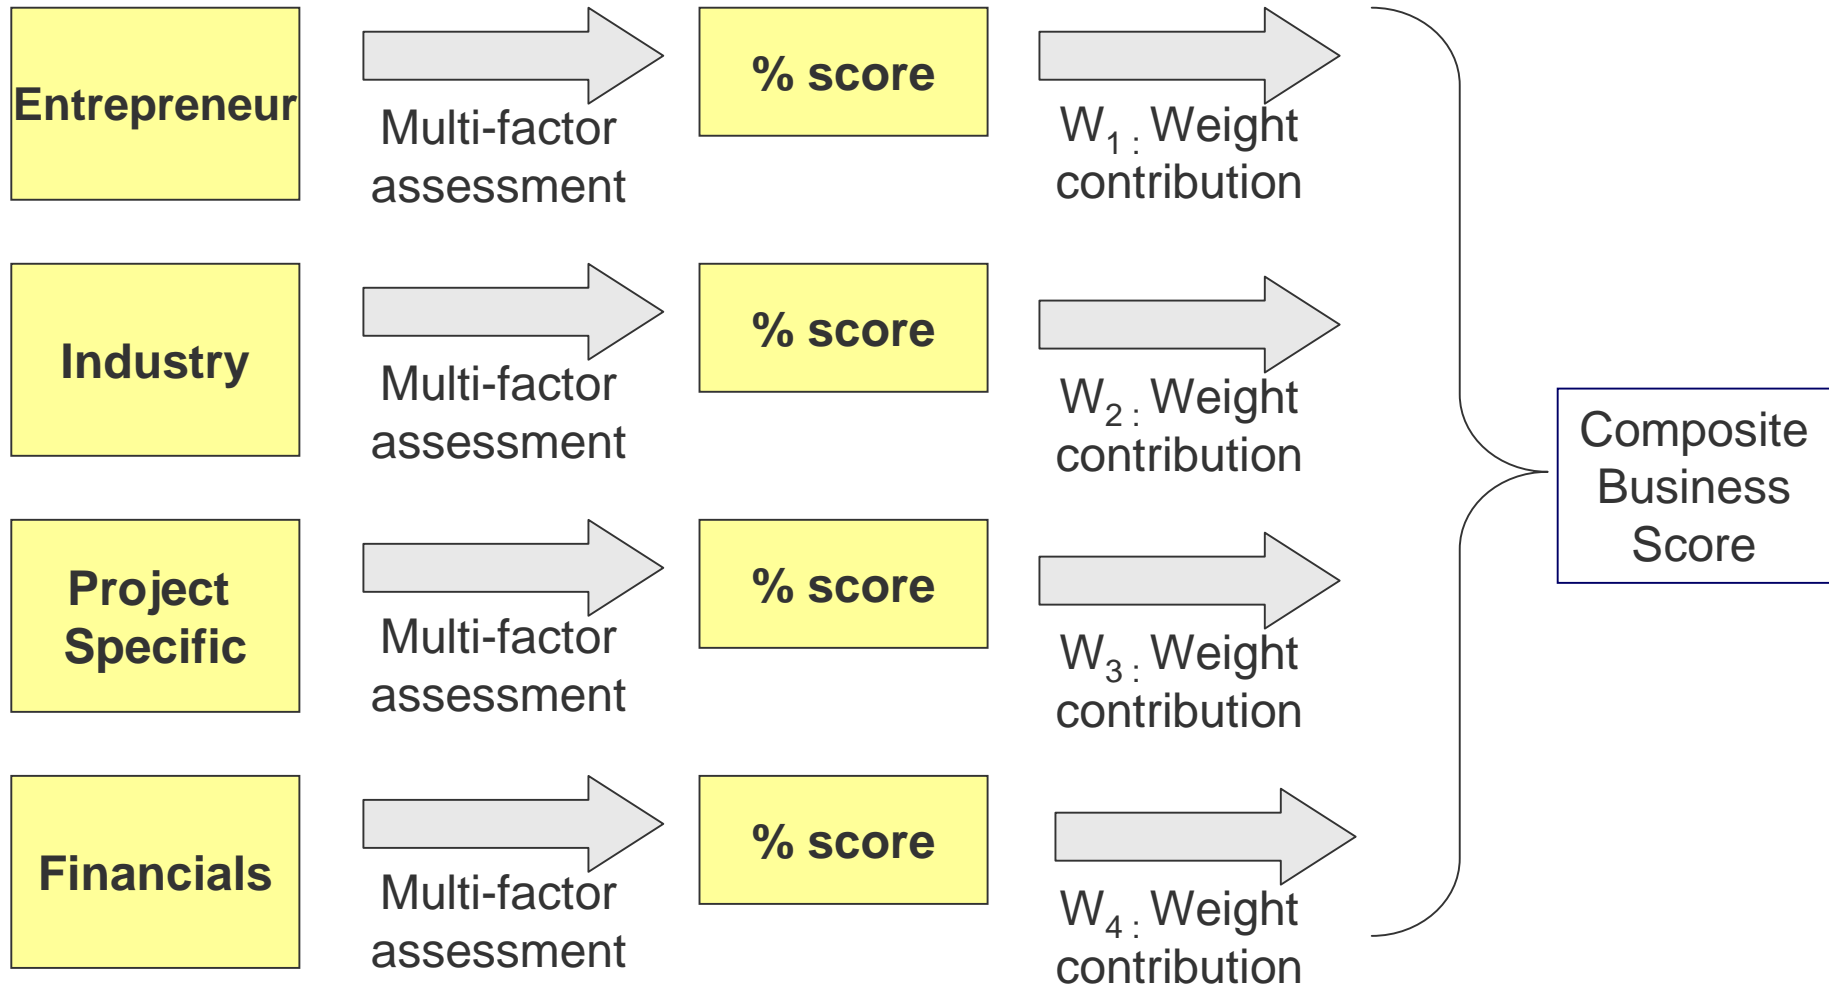 Entrepreneur
Multi-factor
assessment
% score
W1 : Weight
contribution
Industry
Multi-factor
assessment
% score
W2 : Weight
contribution
Project
Specific
Multi-factor
assessment
% score
W3 : Weight
contribution
Financials
Multi-factor
assessment
% score
W4 : Weight
contribution
Composite
Business
Score